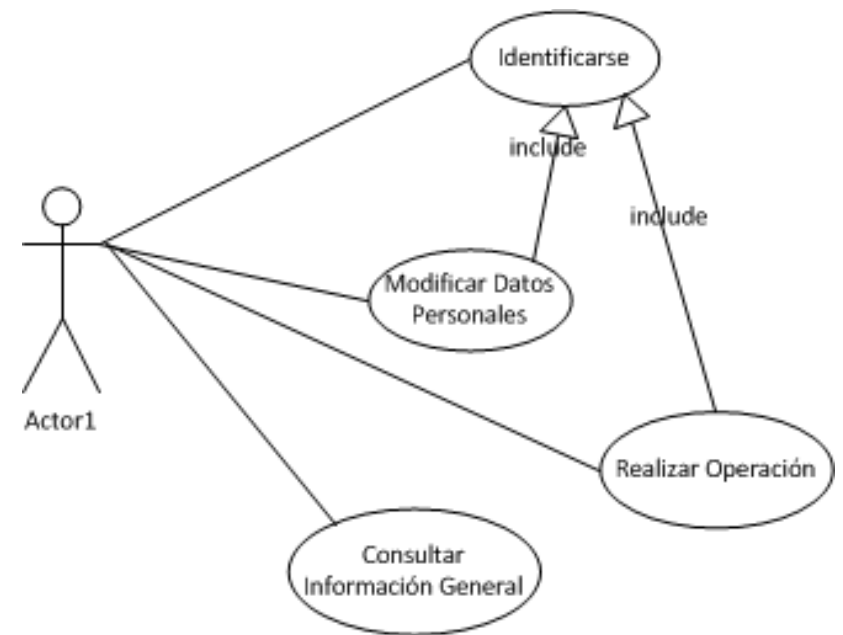 Identificarse
include
include
Modificar Datos
Personales
Actor1
Realizar Operación
Consultar
Información General